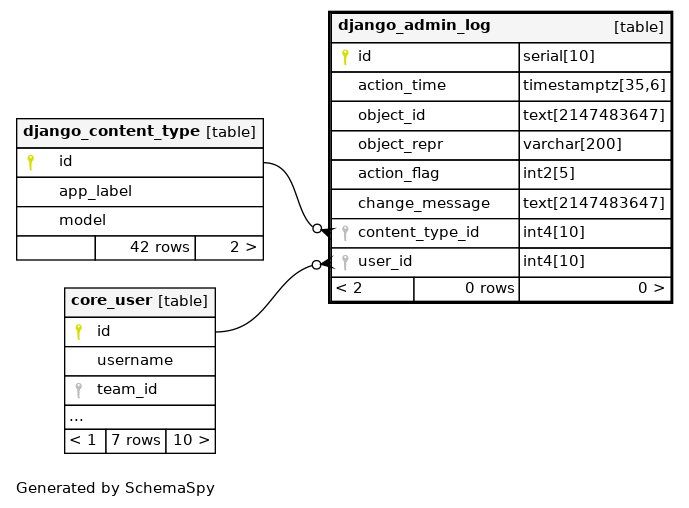 django_admin_log [table]
id serial[10]
action_time timestamptz[35,6]
object_id text[2147483647]
object_repr varchar[200]
action_flag int2[5]
change_message text[2147483647]
content_type_id int4[10]
user_id int4[10]
< 2 0 rows 0 >
django_content_type [table]
id
app_label
model
42 rows 2 >
core_user [table]
id
username
team_id
...
< 1 7 rows 10 >
Generated by SchemaSpy